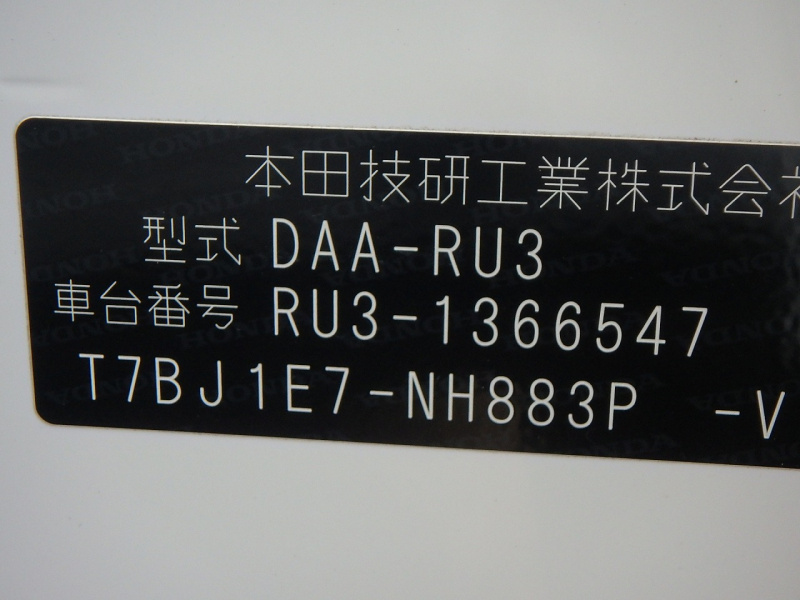 本田技研工業株式会
型式 DAA-RU3
車台番号 RU3-1366547
T7BJ1E7-NH883P -V